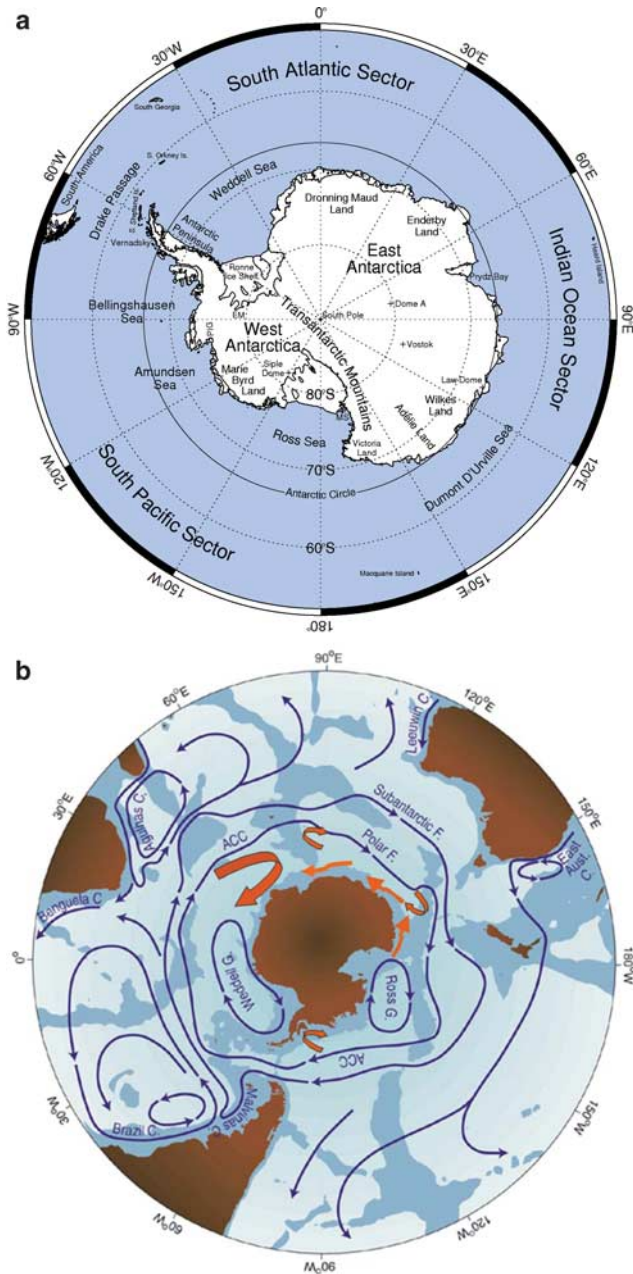 a
0°
30°W
30°E
South Atlantic Sector
South Georgia
60°W
60°E
South America
S. Orkney Is.
Drake Passage
Weddell Sea
S. Shetland Is.
Dronning Maud
Land
Enderby
Land
Antarctic
Peninsula
Vernadsky
East
Antarctica
Heard Island
Indian Ocean Sector
Ronne
Ice Shelf
Prydz Bay
Bellingshausen
Sea
Dome A
90°W
EM
South Pole
90°E
PIG
West
Antarctica
Transantarctic Mountains
Vostok
Amundsen
Sea
Siple
Dome
Marie
Byrd
Land
Law Dome
80°S
Wilkes
Land
Adélie Land
Ross Sea
Victoria
Land
70°S
Dumont D'Urville Sea
120°W
120°E
Antarctic Circle
South Pacific Sector
60°S
Macquarie Island
150°W
150°E
180°
b
90°E
60°E
120°E
Leeuwin C.
30°E
Agulhas C.
Subantarctic F.
150°E
ACC
Polar F.
East
Aust.
C.
Benguela C.
0°
180°W
Weddell G.
Ross G.
ACC
30°W
Malvinas C.
150°W
Brazil C.
60°W
120°W
90°W